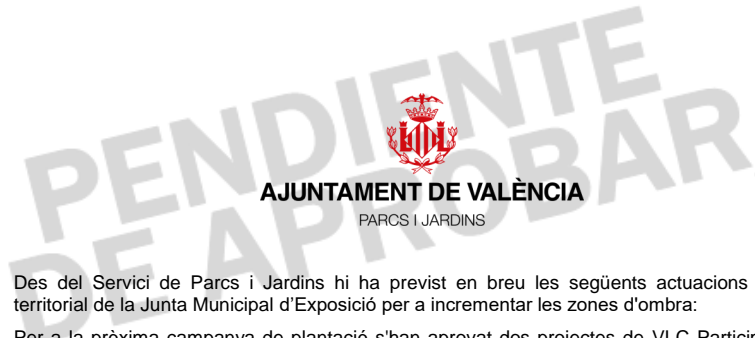 PENDIENTE
DE APROBAR
AJUNTAMENT DE VALÈNCIA
PARCS I JARDINS
Des del Servici de Parcs i Jardins hi ha previst en breu les següents actuacions
territorial de la Junta Municipal d'Exposició per a incrementar les zones d'ombra: